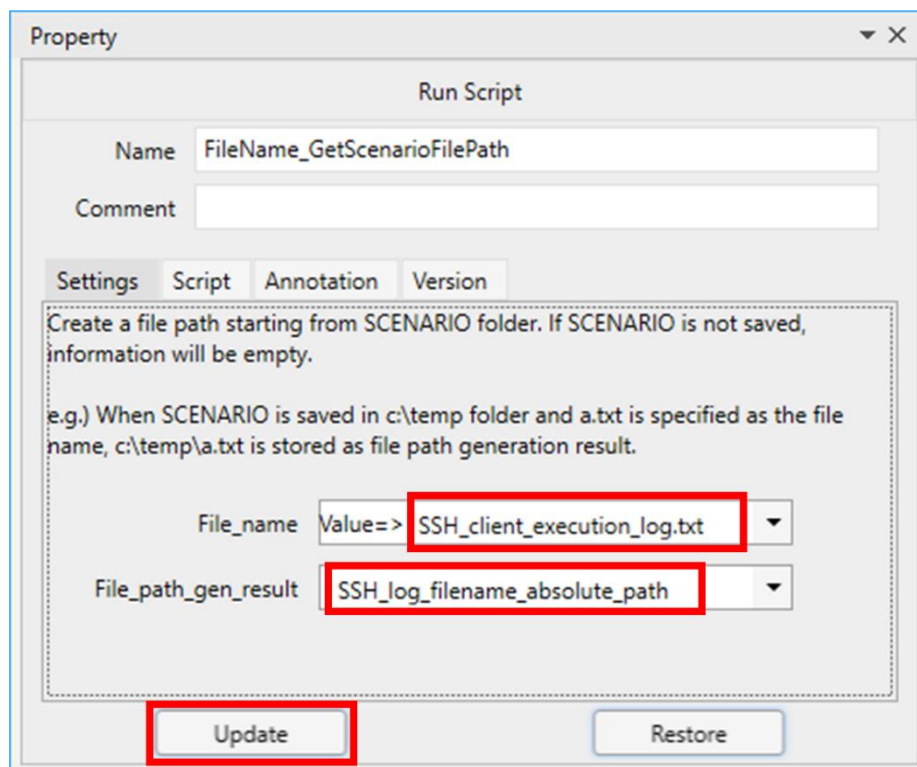 Property
Run Script
Name FileName_GetScenarioFilePath
Comment
Settings Script Annotation Version
Create a file path starting from SCENARIO folder. If SCENARIO is not saved,
information will be empty.
e.g.) When SCENARIO is saved in c:\temp folder and a.txt is specified as the file
name, c:\temp\a.txt is stored as file path generation result.
File_name Value=> SSH_client_execution_log.txt
File_path_gen_result SSH_log_filename_absolute_path
Update Restore